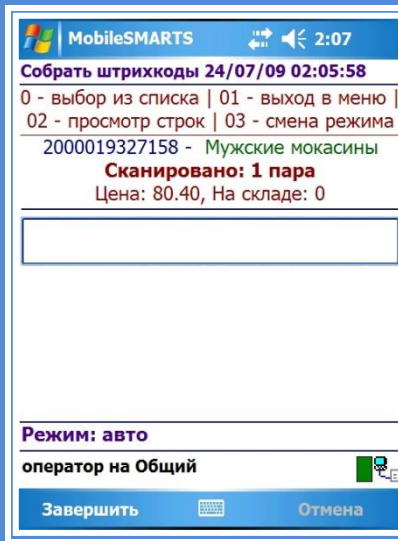 MobileSMARTS 2:07
Собрать штрихкоды 24/07/09 02:05:58
0 - выбор из списка | 01 - выход в меню |
02 - просмотр строк | 03 - смена режима
2000019327158 - Мужские мокасины
Сканировано: 1 пара
Цена: 80.40, На складе: 0
Режим: авто
оператор на Общий
Завершить Отмена